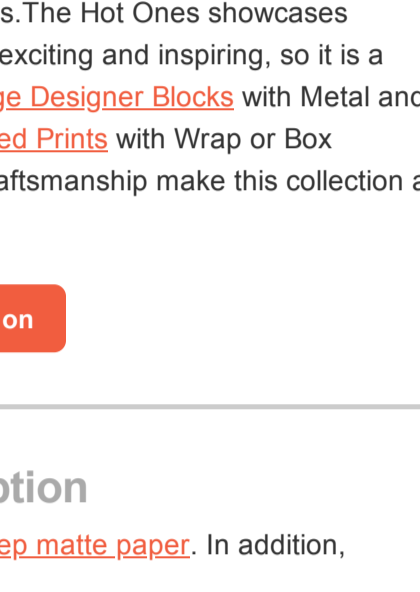 s.The Hot Ones showcases
exciting and inspiring, so it is a
ge Designer Blocks with Metal and
ed Prints with Wrap or Box
aftsmanship make this collection a
on
ption
ep matte paper. In addition,